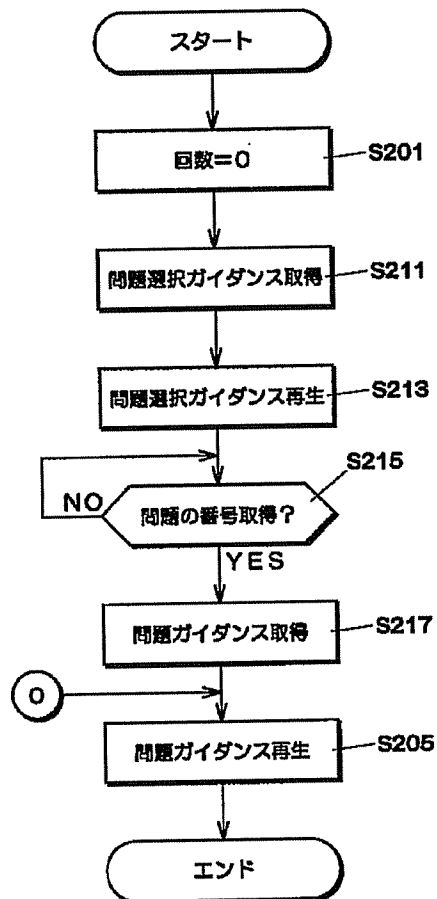 スタート
回数=0
S201
問題選択ガイダンス取得
S211
問題選択ガイダンス再生
S213
S215
NO
問題の番号取得?
YES
問題ガイダンス取得
S217
0
問題ガイダンス再生
S205
エンド